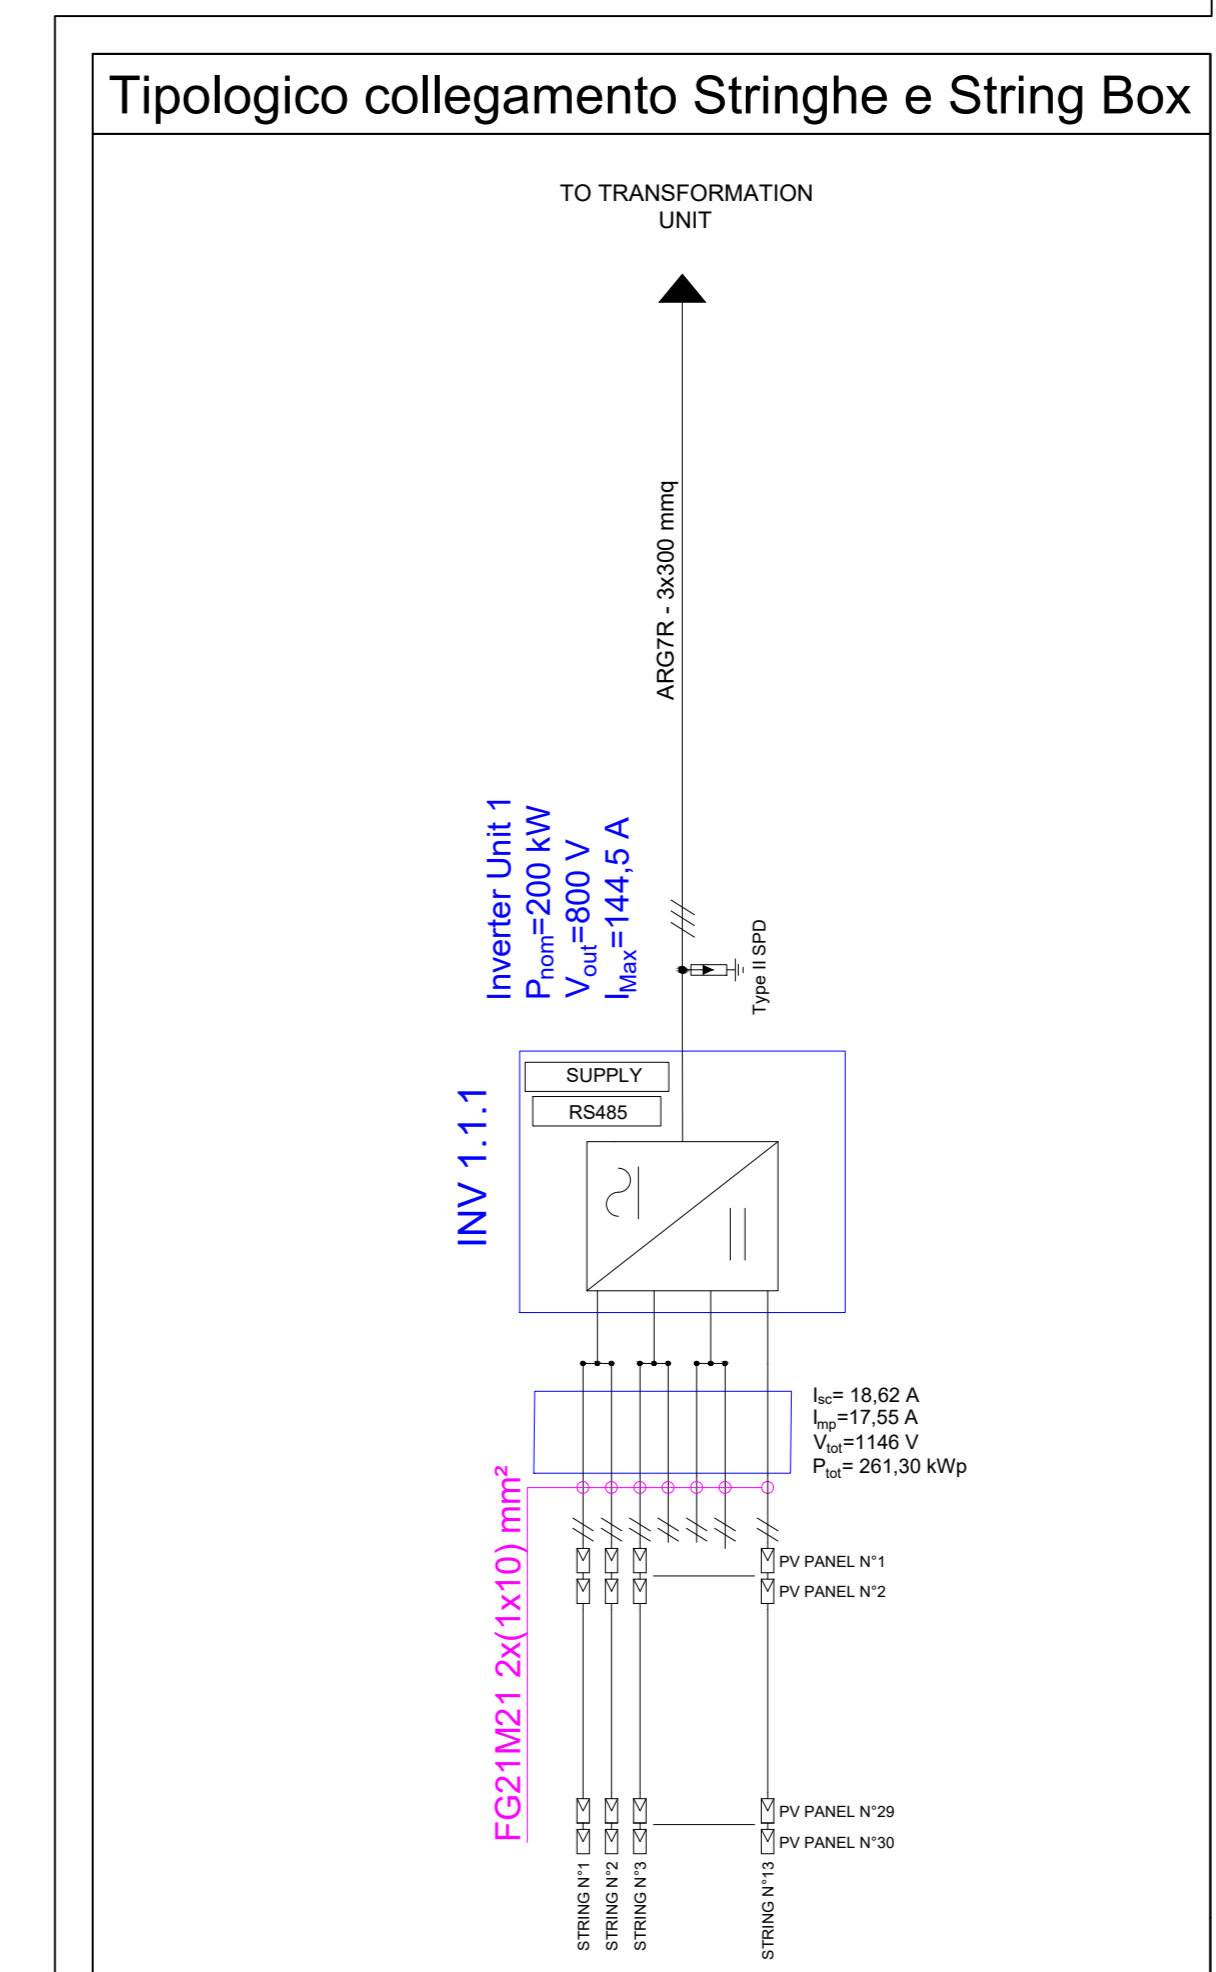 Tipologico collegamento Stringhe e String Box
TO TRANSFORMATION
UNIT
ARG7R - 3x300 mmq
Inverter Unit 1
Pnom=200 kW
Vout=800 V
IMax=144,5 A
Type II SPD
INV 1.1.1
SUPPLY
RS485
Isc= 18,62 A
Imp=17,55 A
Vtot=1146 V
Ptot= 261,30 kWp
FG21M21 2x(1x10) mm²
PV PANEL N°1
PV PANEL N°2
PV PANEL N°29
PV PANEL N°30
STRING N°1
STRING N°2
STRING N°3
STRING N°13